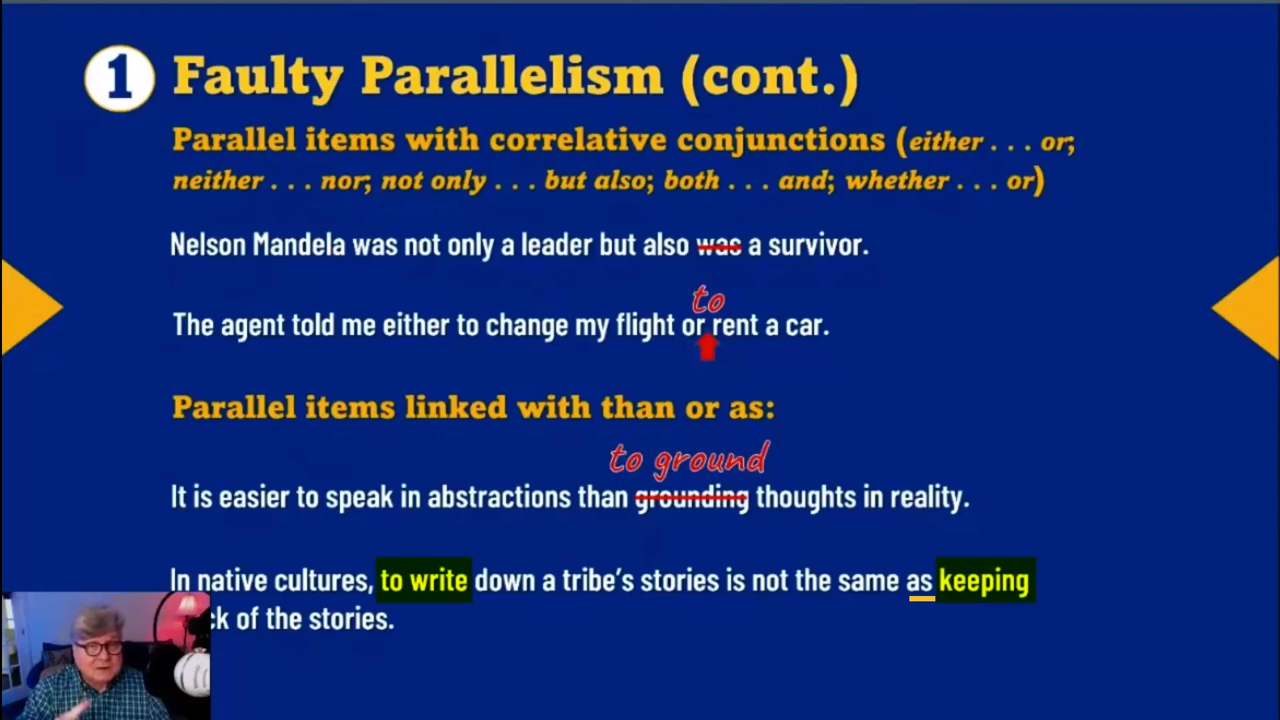 1 Faulty Parallelism (cont.)
Parallel items with correlative conjunctions (either . . . or;
neither . . . nor; not only . . . but also; both . . . and; whether . . . or)
Nelson Mandela was not only a leader but also was a survivor.
to
The agent told me either to change my flight or rent a car.
Parallel items linked with than or as:
to ground
It is easier to speak in abstractions than grounding thoughts in reality.
In native cultures, to write down a tribe's stories is not the same as keeping
of the stories.